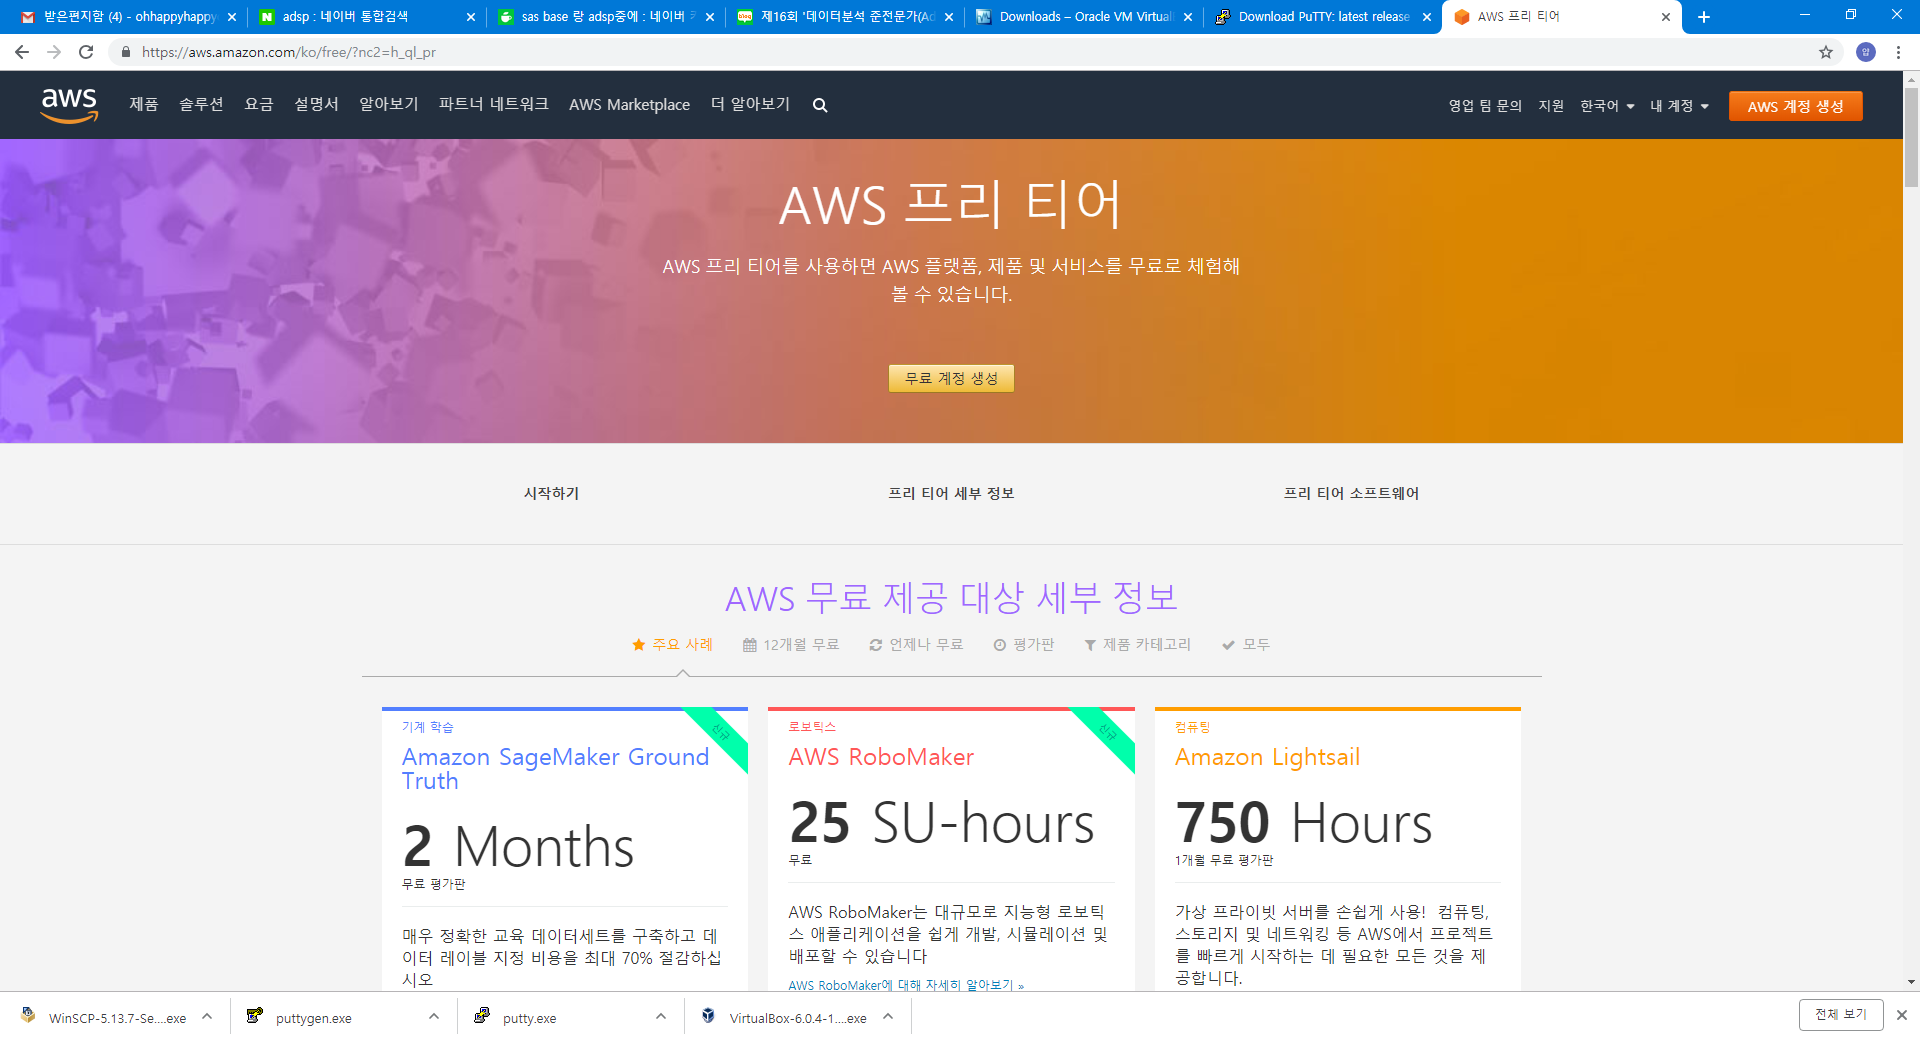 받은편지함 (4) - ohhappyhappy
adsp : 네이버 통합검색
sas base 랑 adsp중에 : 네이버 카
제16회 '데이터분석 준전문가(Ad
Downloads – Oracle VM Virtual
Download PuTTY: latest release
AWS 프리 티어
https://aws.amazon.com/ko/free/?nc2=h_ql_pr
aws
제품
솔루션
요금
설명서
알아보기
파트너 네트워크
AWS Marketplace
더 알아보기
영업 팀 문의
지원
한국어
내 계정
AWS 계정 생성
AWS 프리 티어
AWS 프리 티어를 사용하면 AWS 플랫폼, 제품 및 서비스를 무료로 체험해
볼 수 있습니다.
무료 계정 생성
시작하기
프리 티어 세부 정보
프리 티어 소프트웨어
AWS 무료 제공 대상 세부 정보
주요 사례
12개월 무료
언제나 무료
평가판
제품 카테고리
모두
기계 학습
신규
Amazon SageMaker Ground
Truth
2 Months
무료 평가판
매우 정확한 교육 데이터세트를 구축하고 데
이터 레이블 지정 비용을 최대 70% 절감하십
시오
로보틱스
신규
AWS RoboMaker
25 SU-hours
무료
AWS RoboMaker는 대규모로 지능형 로보틱
스 애플리케이션을 쉽게 개발, 시뮬레이션 및
배포할 수 있습니다
AWS RoboMaker에 대해 자세히 알아보기 »
컴퓨팅
Amazon Lightsail
750 Hours
1개월 무료 평가판
가상 프라이빗 서버를 손쉽게 사용! 컴퓨팅,
스토리지 및 네트워킹 등 AWS에서 프로젝트
를 빠르게 시작하는 데 필요한 모든 것을 제
공합니다.
WinSCP-5.13.7-Se....exe
puttygen.exe
putty.exe
VirtualBox-6.0.4-1....exe
전체 보기